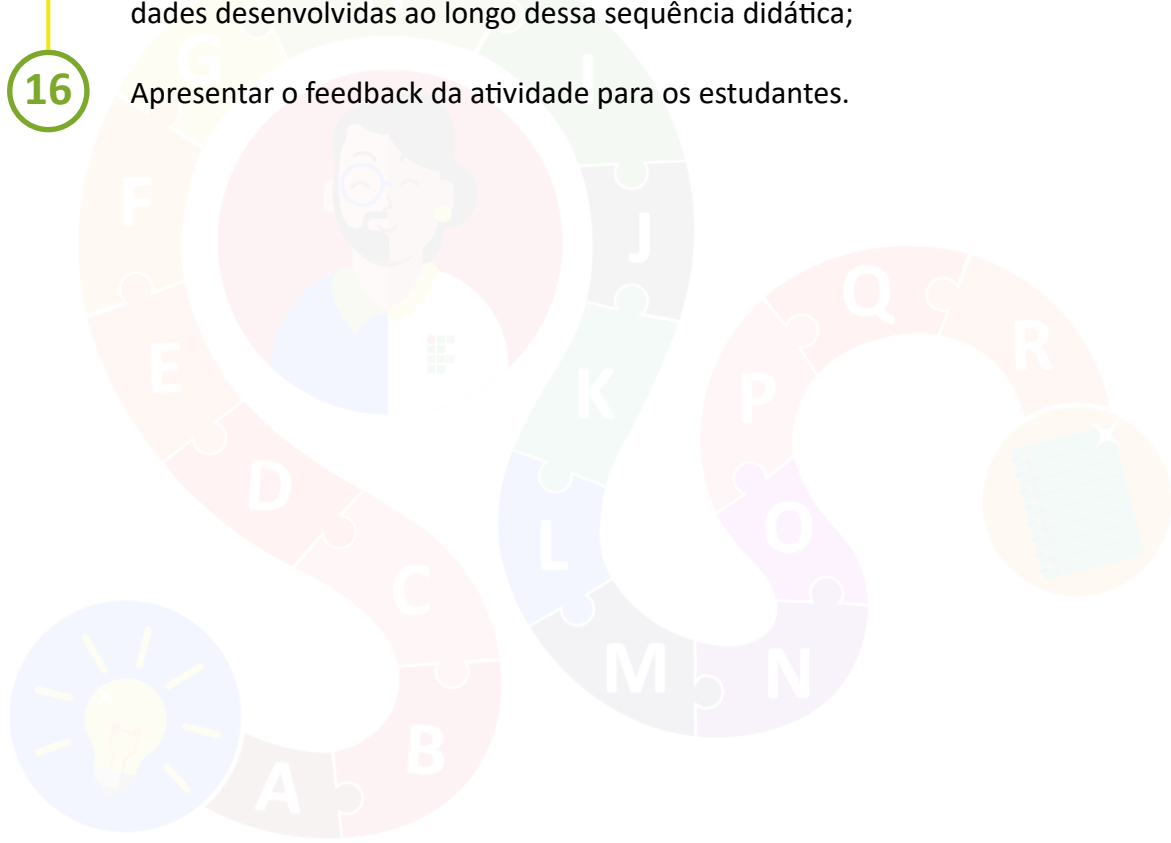 dades desenvolvidas ao longo dessa sequência didática;
16 Apresentar o feedback da atividade para os estudantes.
G
I
F
J
Q
R
E
K
P
D
L
O
C
M
N
B
A